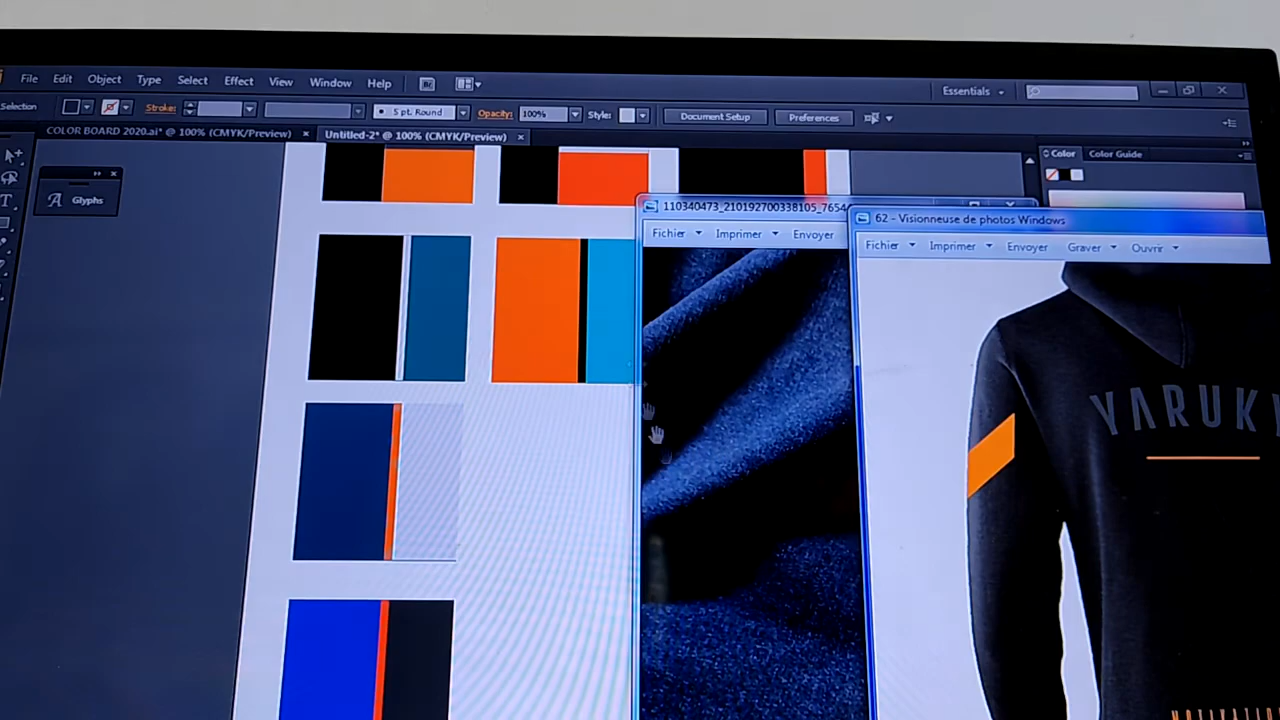 File Edit Object Type Select Effect View Window Help Br Essentials
Selection Stroke: 5 pt. Round Opacity: 100% Style: Document Setup Preferences
COLOR BOARD 2020.ai* @ 100% (CMYK/Preview) × Untitled-2* @ 100% (CMYK/Preview) ×
Color Color Guide
Glyphs
110340473_210192700338105_7654
Fichier Imprimer Envoyer
62 - Visionneuse de photos Windows
Fichier Imprimer Envoyer Graver Ouvrir
YARUK